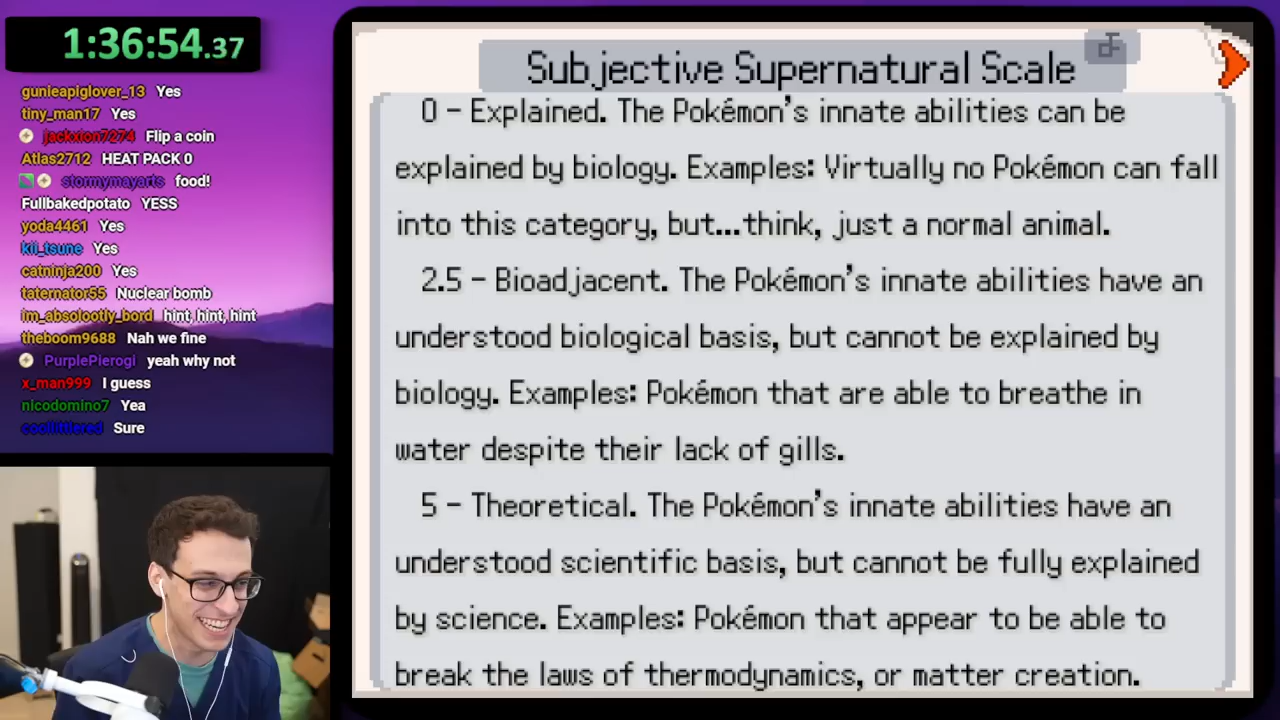 1:36:54.37
gunieapiglover_13 Yes
tiny_man17 Yes
jackxion7274 Flip a coin
Atlas2712 HEAT PACK 0
stormymayarts food!
Fullbakedpotato YESS
yoda4461 Yes
kii_tsune Yes
catninja200 Yes
taternator55 Nuclear bomb
im_absolootly_bord hint, hint, hint
theboom9688 Nah we fine
PurplePierogi yeah why not
x_man999 I guess
nicodomino7 Yea
coollittlered Sure
Subjective Supernatural Scale
0 - Explained. The Pokémon's innate abilities can be
explained by biology. Examples: Virtually no Pokémon can fall
into this category, but...think, just a normal animal.
2.5 - Bioadjacent. The Pokémon's innate abilities have an
understood biological basis, but cannot be explained by
biology. Examples: Pokémon that are able to breathe in
water despite their lack of gills.
5 - Theoretical. The Pokémon's innate abilities have an
understood scientific basis, but cannot be fully explained
by science. Examples: Pokémon that appear to be able to
break the laws of thermodynamics, or matter creation.